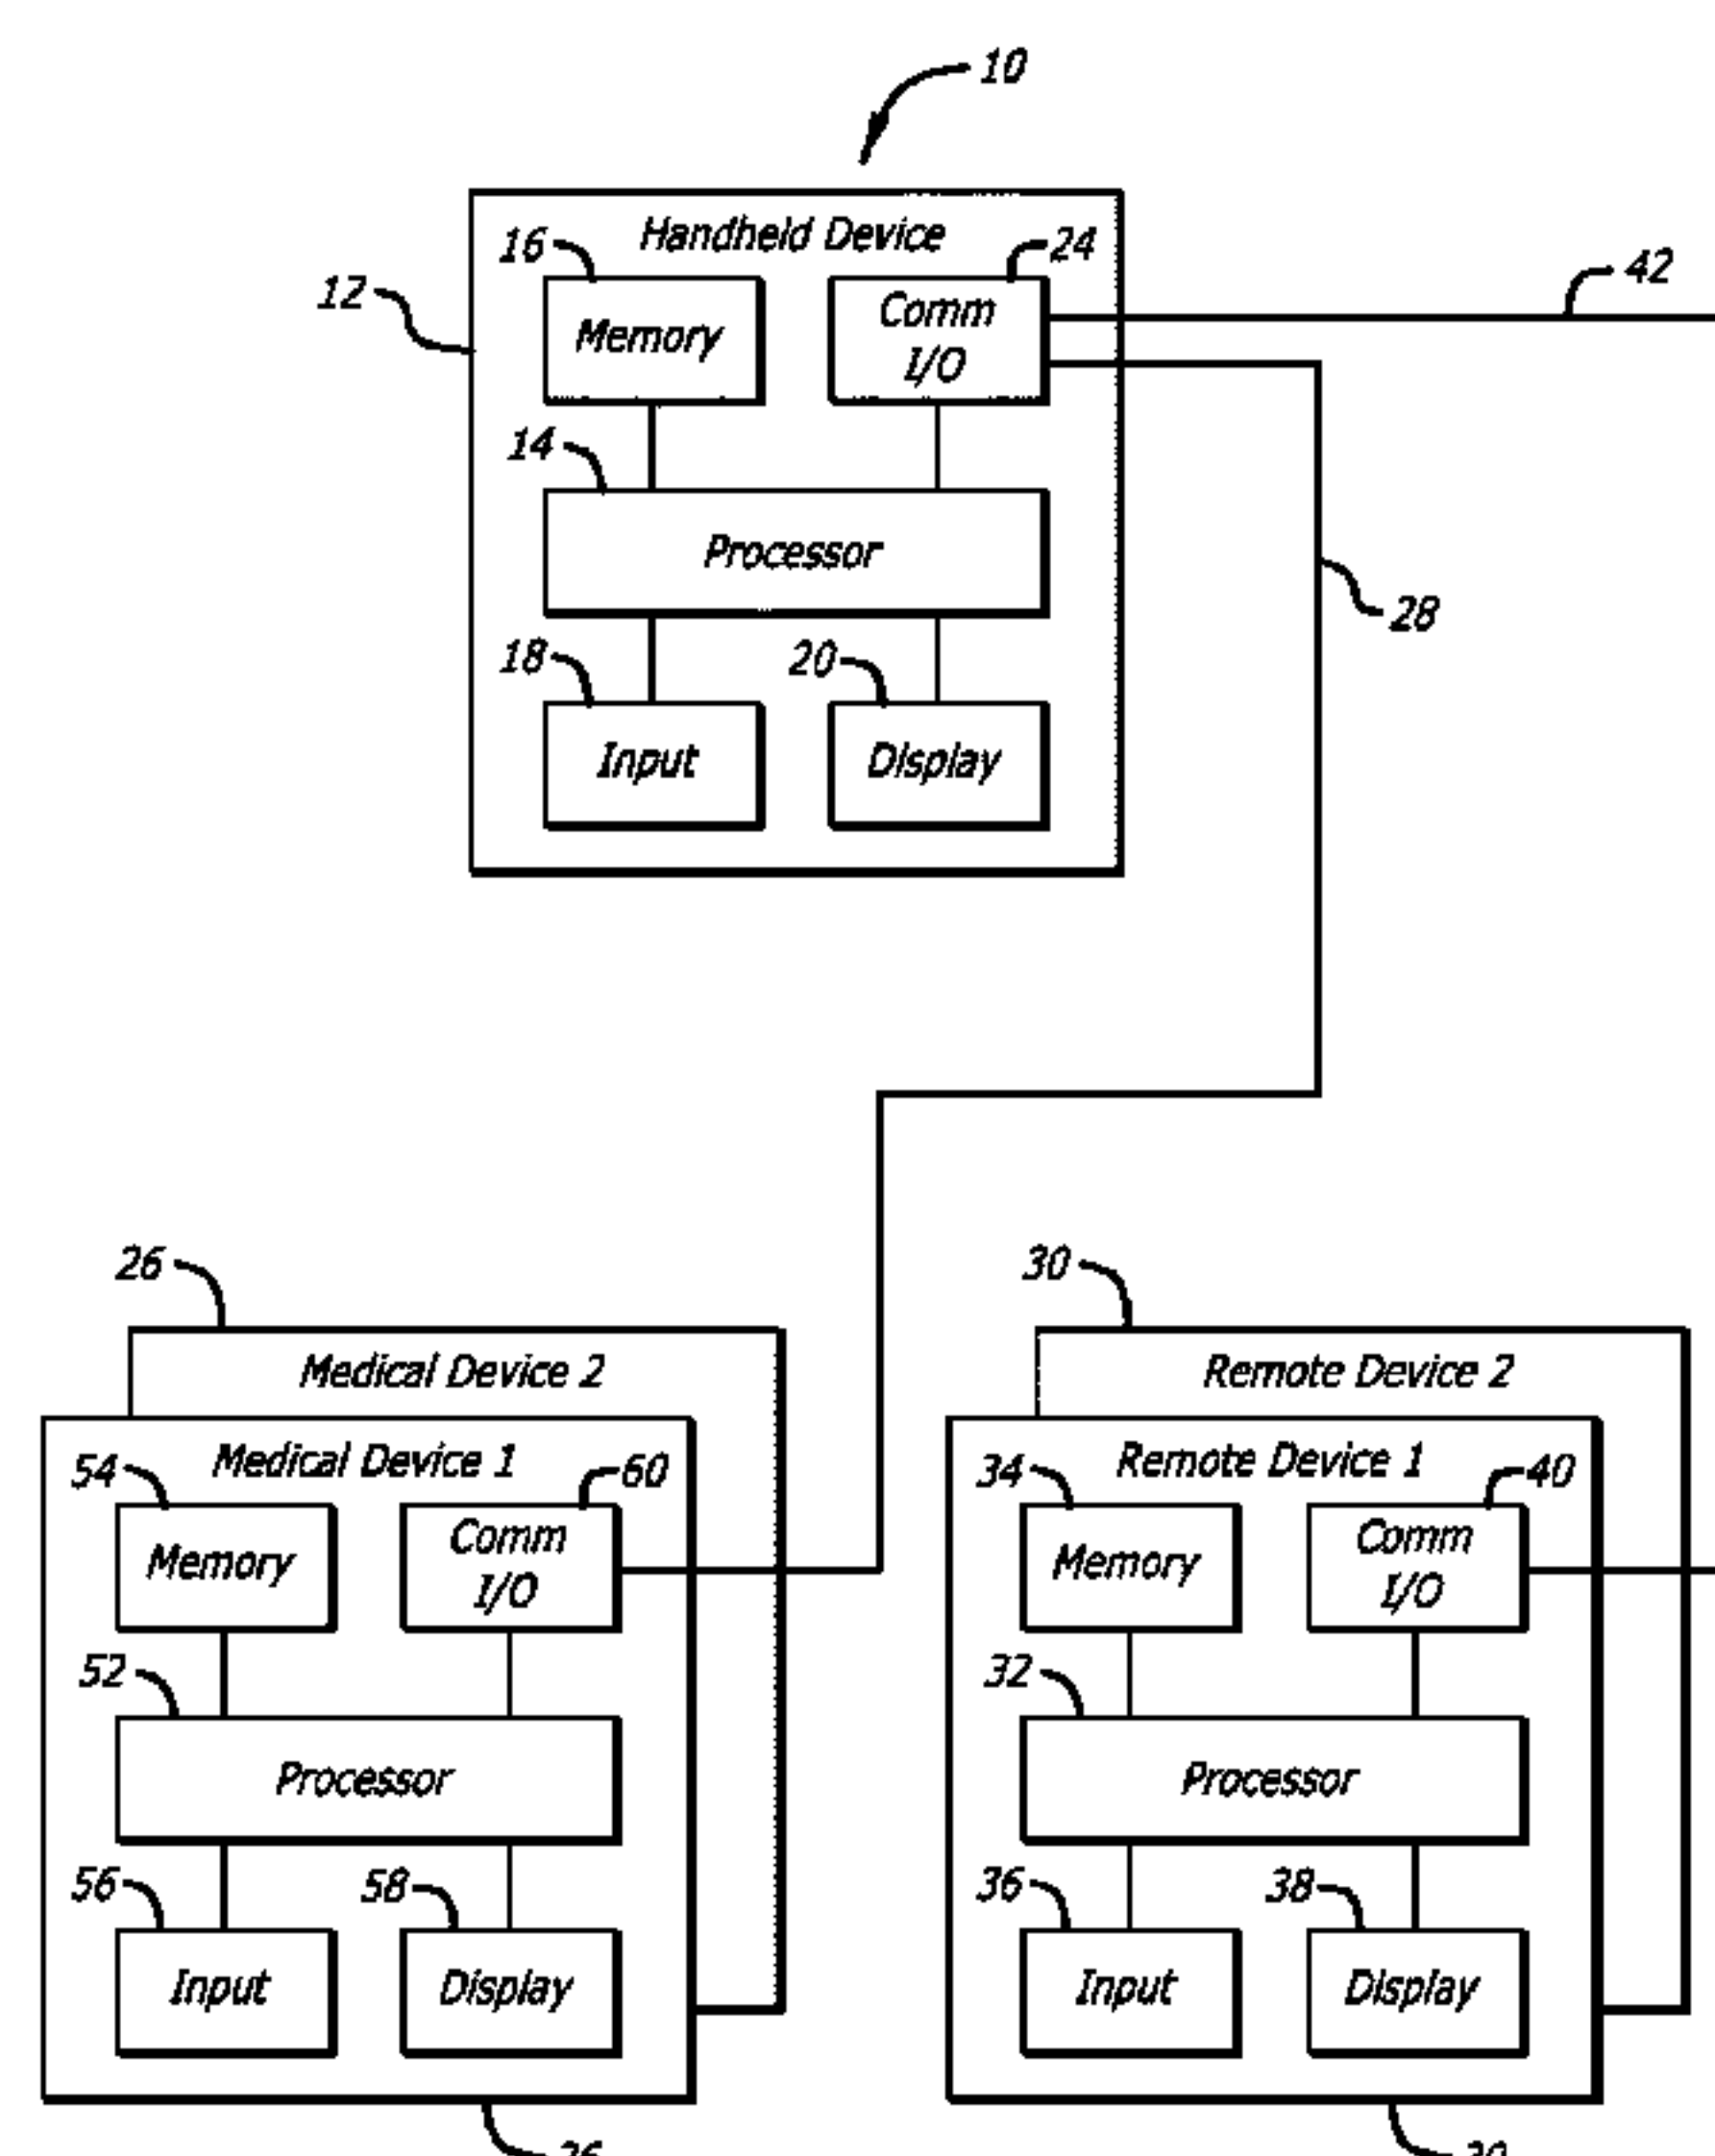 10
Handheld Device
16
24
12
42
Memory
Comm
I/O
14
Processor
28
18
20
Input
Display
26
30
Medical Device 2
Remote Device 2
Medical Device 1
Remote Device 1
54
60
34
40
Memory
Comm
I/O
Memory
Comm
I/O
52
32
Processor
Processor
56
58
36
38
Input
Display
Input
Display